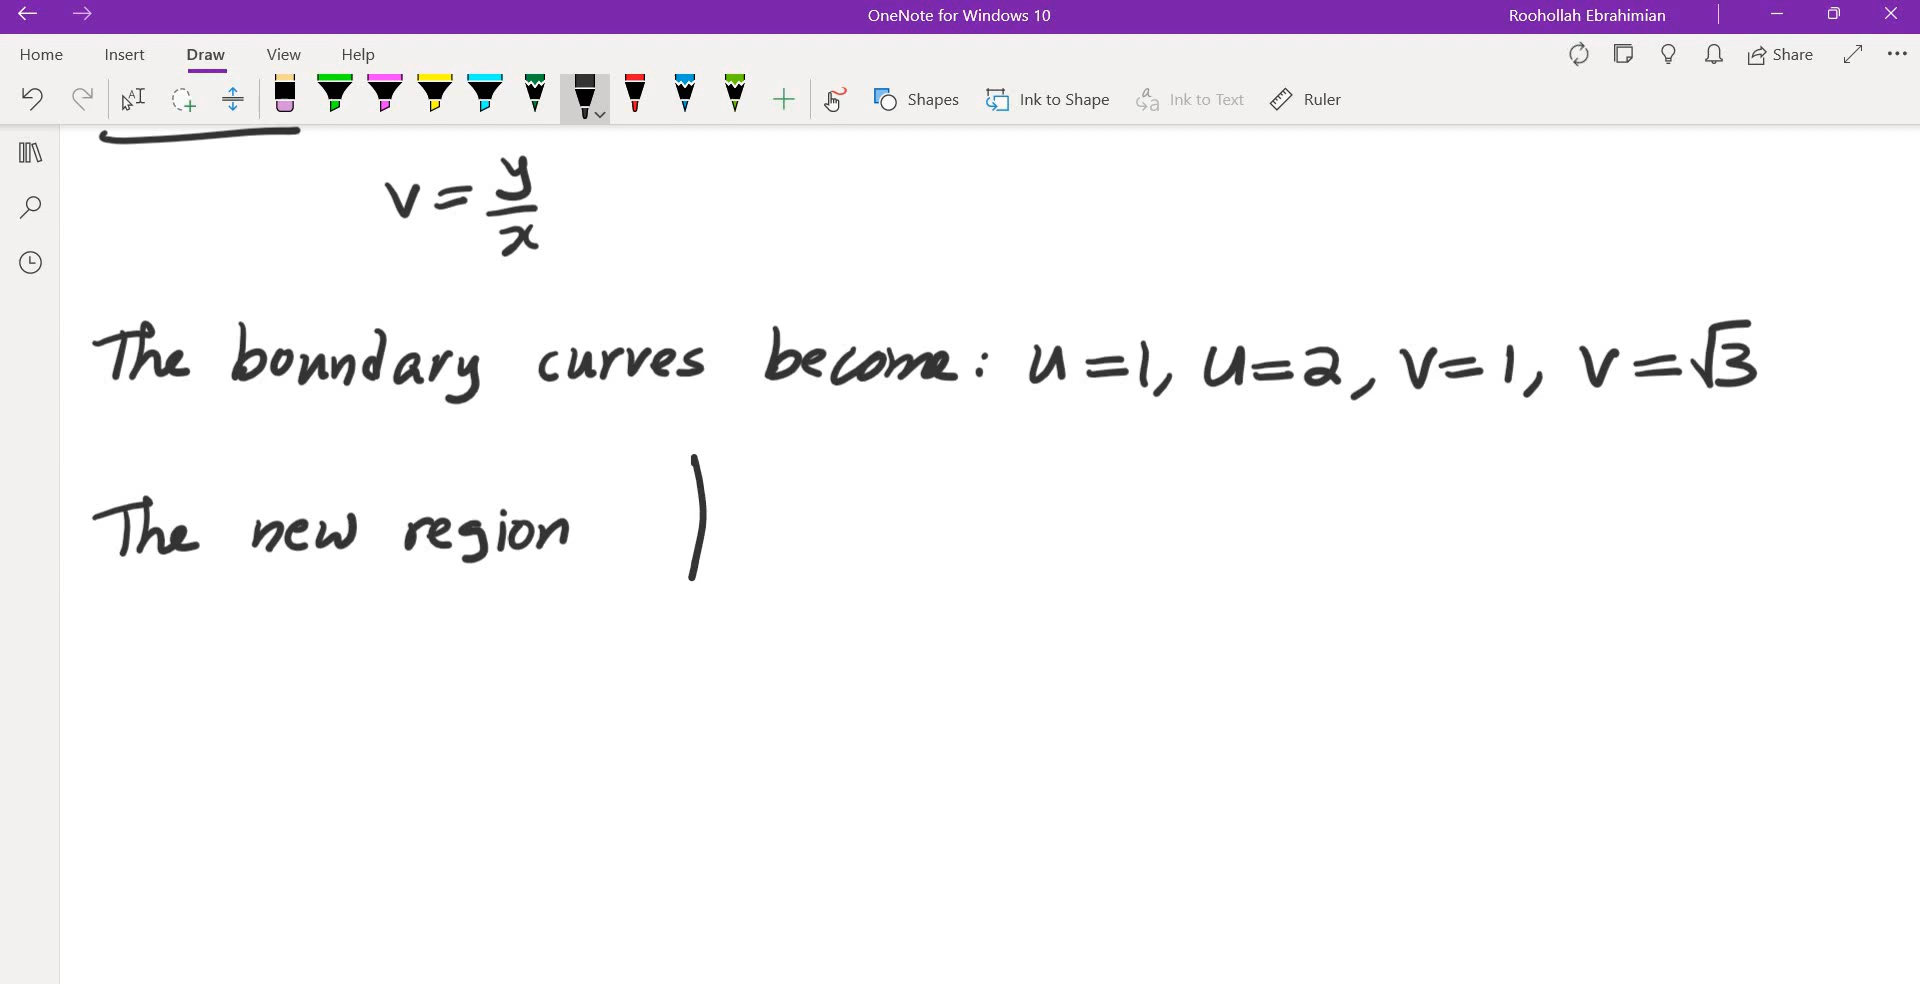 OneNote for Windows 10
Roohollah Ebrahimian
Home Insert Draw View Help
Share
Shapes Ink to Shape Ink to Text Ruler
v = y/x
The boundary curves become: u=1, u=2, v=1, v=√3
The new region )